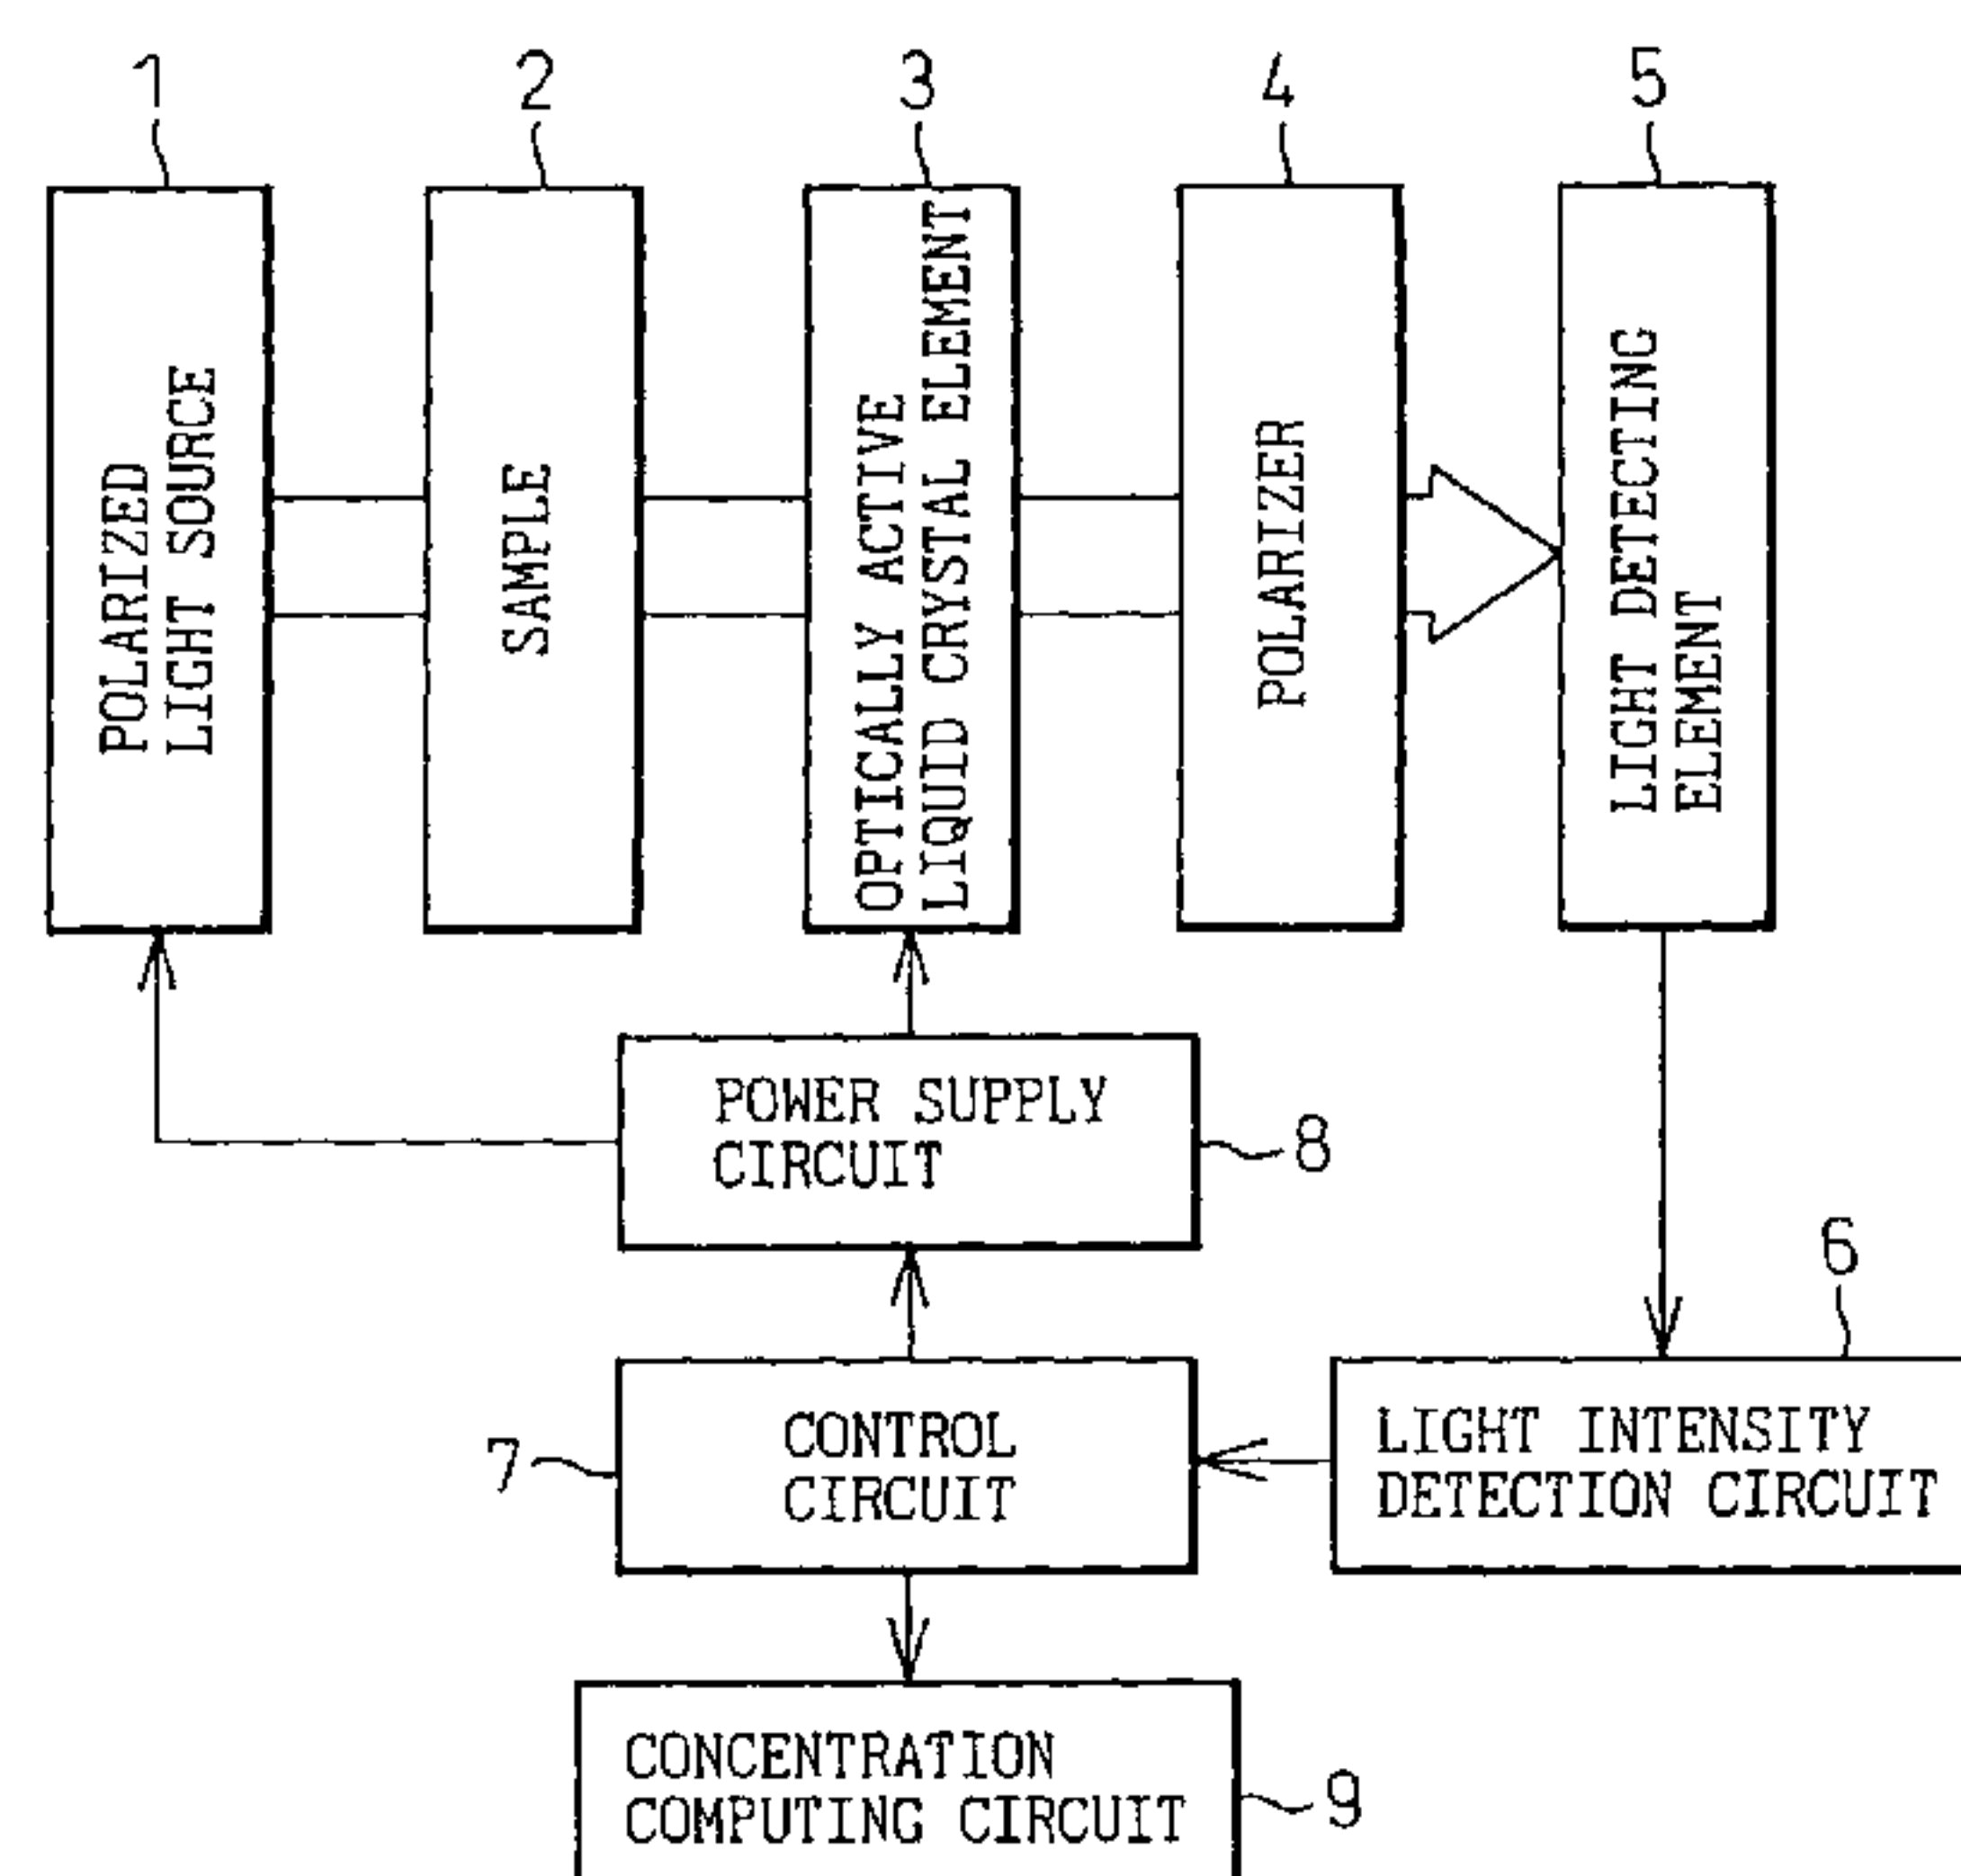 1
2
3
4
5
POLARIZED
LIGHT SOURCE
SAMPLE
OPTICALLY ACTIVE
LIQUID CRYSTAL ELEMENT
POLARIZER
LIGHT DETECTING
ELEMENT
POWER SUPPLY
CIRCUIT
8
6
7
CONTROL
CIRCUIT
LIGHT INTENSITY
DETECTION CIRCUIT
CONCENTRATION
COMPUTING CIRCUIT
9